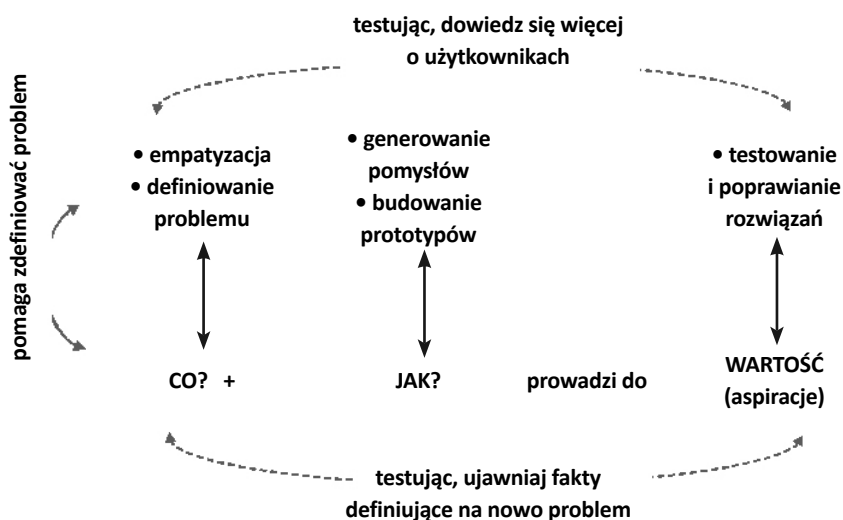 testując, dowiedz się więcej
o użytkownikach
pomaga zdefiniować problem
• empatyzacja
• definiowanie
problemu
• generowanie
pomysłów
• budowanie
prototypów
• testowanie
i poprawianie
rozwiązań
CO? +
JAK?
prowadzi do
WARTOŚĆ
(aspiracje)
testując, ujawniaj fakty
definiujące na nowo problem